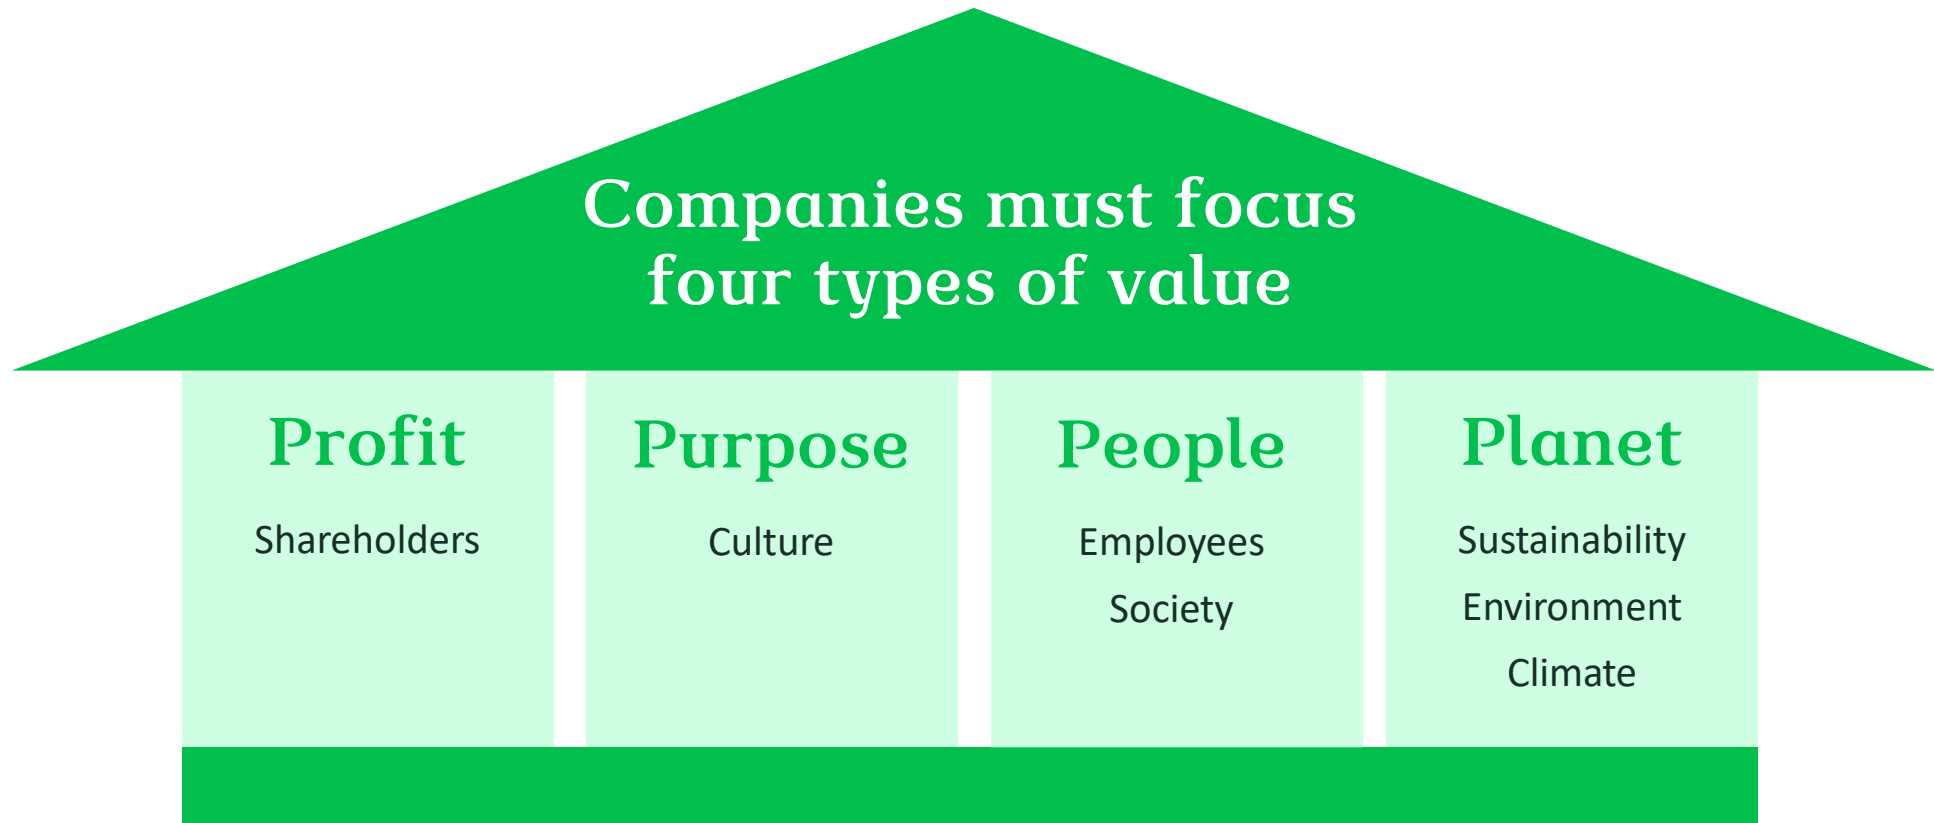 Companies must focus
four types of value
Profit
Shareholders
Purpose
Culture
People
Employees
Society
Planet
Sustainability
Environment
Climate